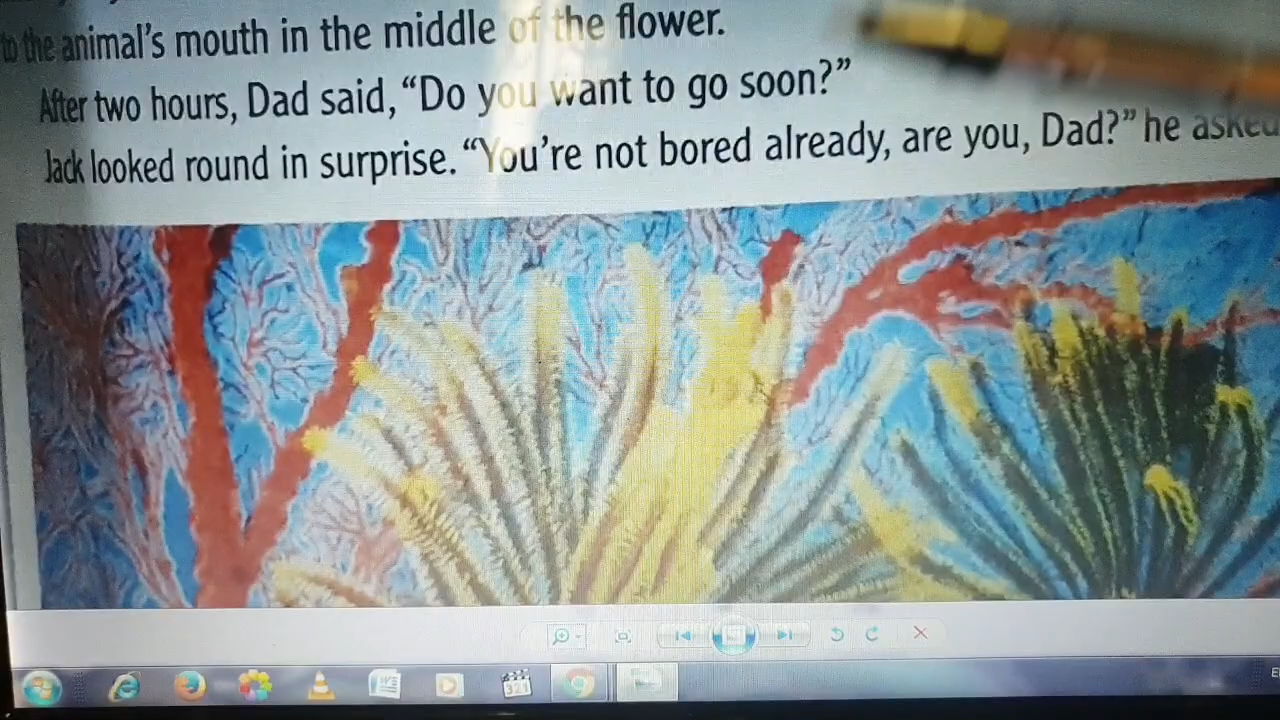 to the animal's mouth in the middle of the flower.
After two hours, Dad said, “Do you want to go soon?”
Jack looked round in surprise. “You're not bored already, are you, Dad?” he asked
321